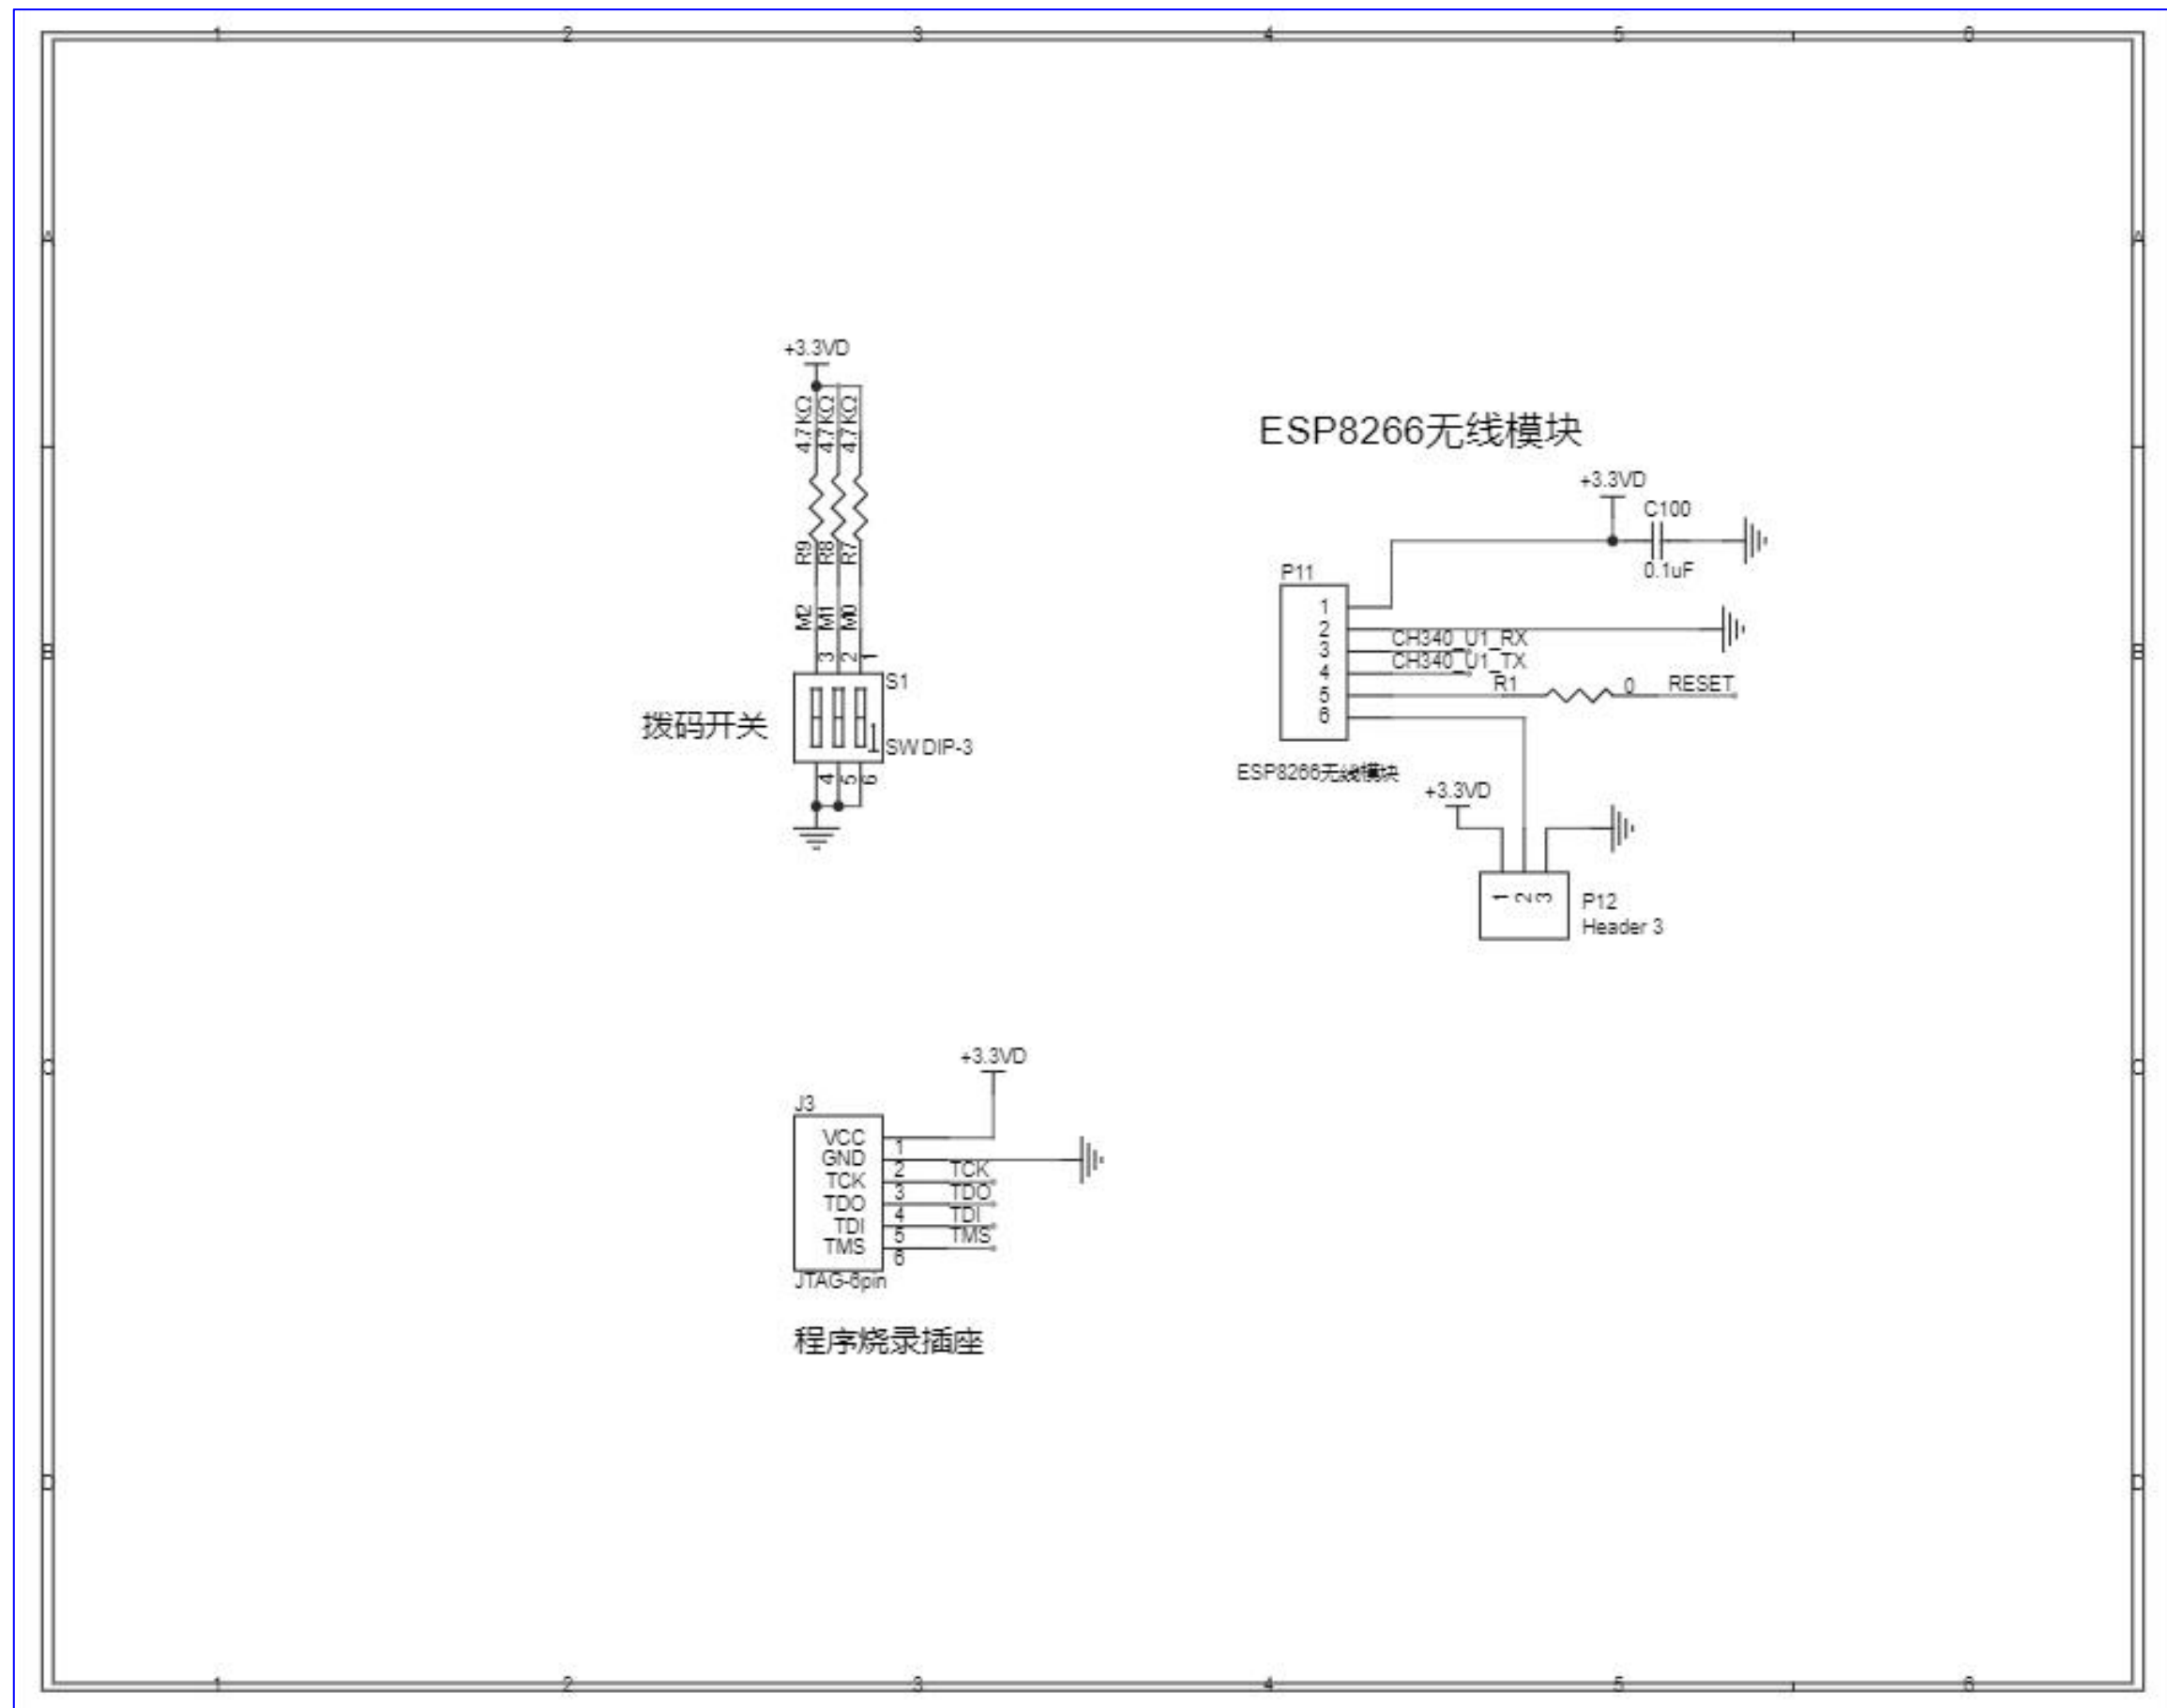 1 2 3 4 5 6
A A
+3.3VD
4.7KΩ 4.7KΩ 4.7KΩ
R9 R8 R7
M2 M1 M0
3 2 1
S1
拨码开关
1
SW DIP-3
4 5 6
ESP8266无线模块
+3.3VD
C100
0.1uF
P11
1
2
CH340_U1_RX
3
CH340_U1_TX
4
R1 0 RESET
5
6
ESP8266无线模块
+3.3VD
1 2 3
P12
Header 3
B B
+3.3VD
J3
VCC 1
GND 2
TCK 3 TCK
TDO 4 TDO
TDI 5 TDI
TMS 6 TMS
JTAG-6pin
程序烧录插座
C C
D D
1 2 3 4 5 6